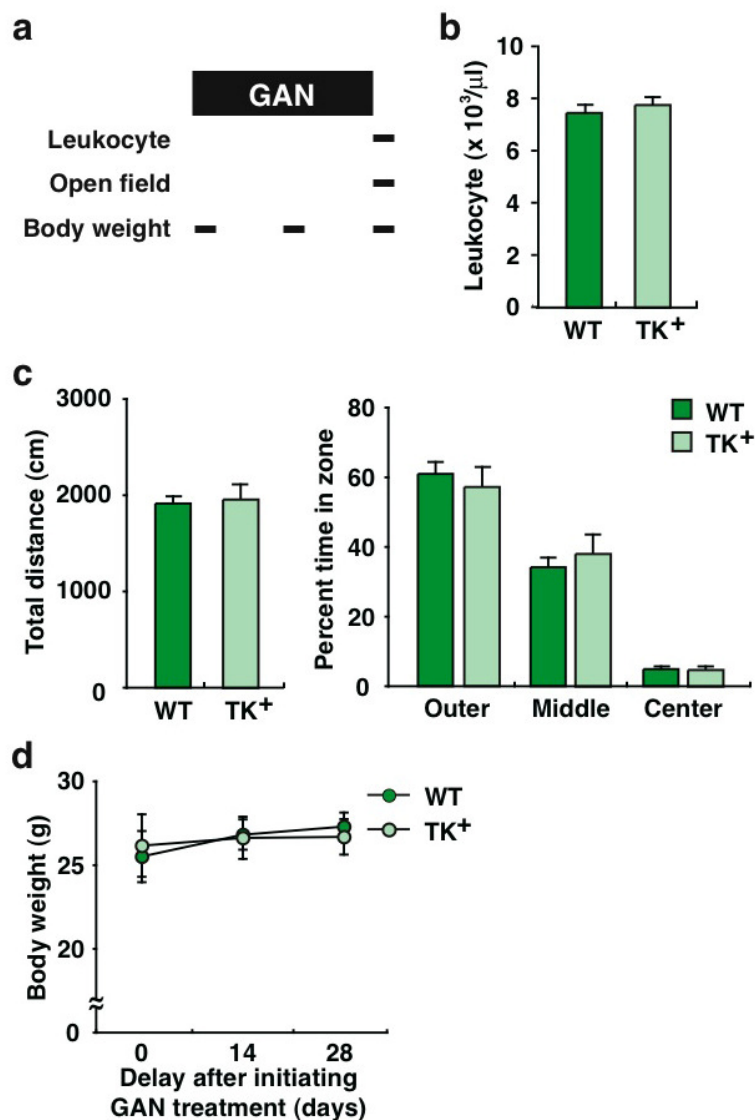 a
GAN
Leukocyte
Open field
Body weight
b
Leukocyte (x 10³/µl)
10
8
6
4
2
0
WT TK⁺
c
Total distance (cm)
3000
2000
1000
0
WT TK⁺
Percent time in zone
80
60
40
20
0
Outer Middle Center
WT
TK⁺
d
Body weight (g)
30
25
20
0
0 14 28
Delay after initiating
GAN treatment (days)
WT
TK⁺